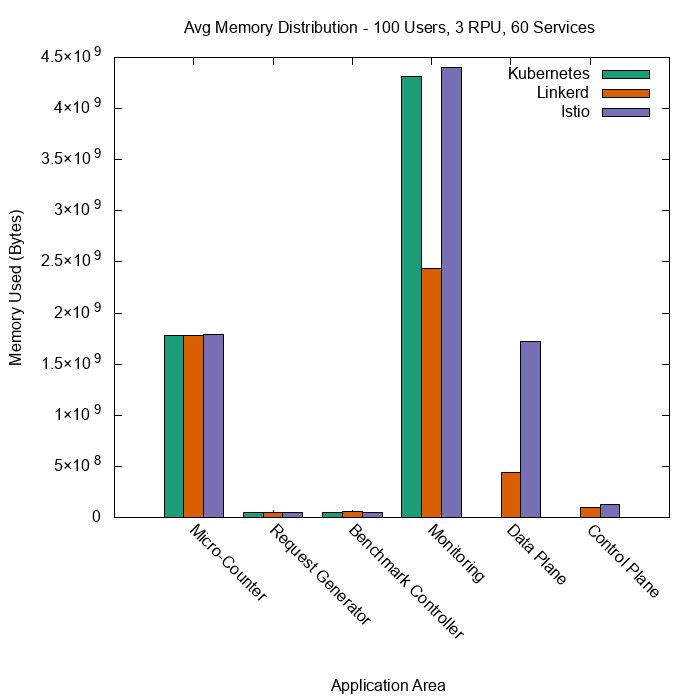 Avg Memory Distribution - 100 Users, 3 RPU, 60 Services
Kubernetes
Linkerd
Istio
4.5×10⁹
4×10⁹
3.5×10⁹
3×10⁹
2.5×10⁹
2×10⁹
1.5×10⁹
1×10⁹
5×10⁸
0
Memory Used (Bytes)
Micro-Counter
Request Generator
Benchmark Controller
Monitoring
Data Plane
Control Plane
Application Area